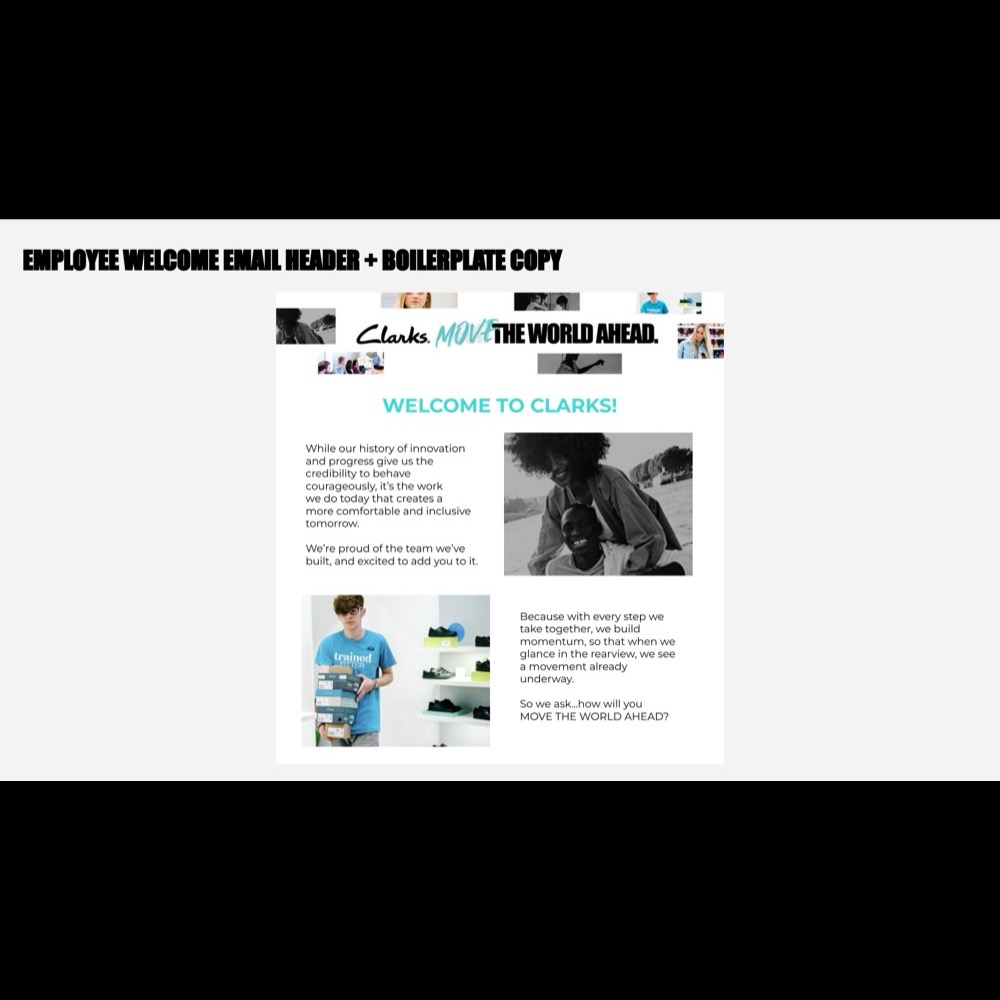 EMPLOYEE WELCOME EMAIL HEADER + BOILERPLATE COPY
Clarks. MOVE THE WORLD AHEAD.
WELCOME TO CLARKS!
While our history of innovation
and progress give us the
credibility to behave
courageously, it's the work
we do today that creates a
more comfortable and inclusive
tomorrow.
We're proud of the team we've
built, and excited to add you to it.
trained
FITTER
Because with every step we
take together, we build
momentum, so that when we
glance in the rearview, we see
a movement already
underway.
So we ask...how will you
MOVE THE WORLD AHEAD?